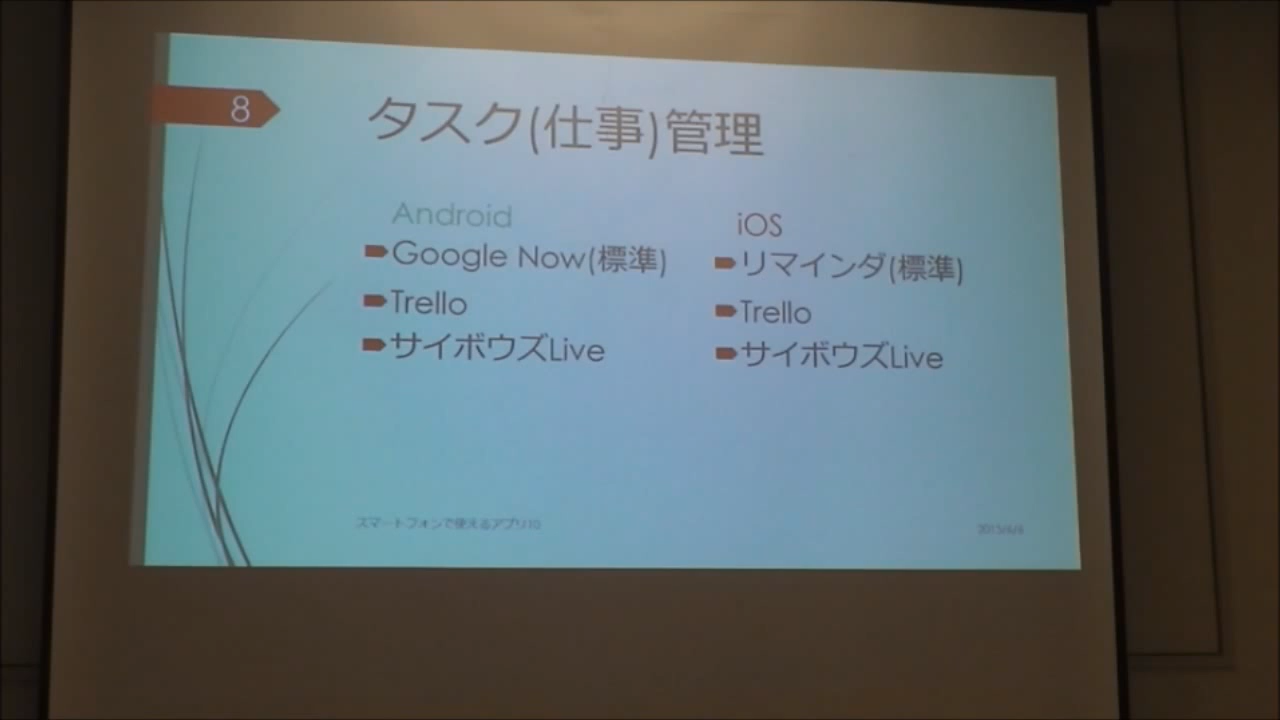 8
タスク(仕事)管理
Android
Google Now(標準)
Trello
サイボウズLive
iOS
リマインダ(標準)
Trello
サイボウズLive
スマートフォンで使えるアプリ10